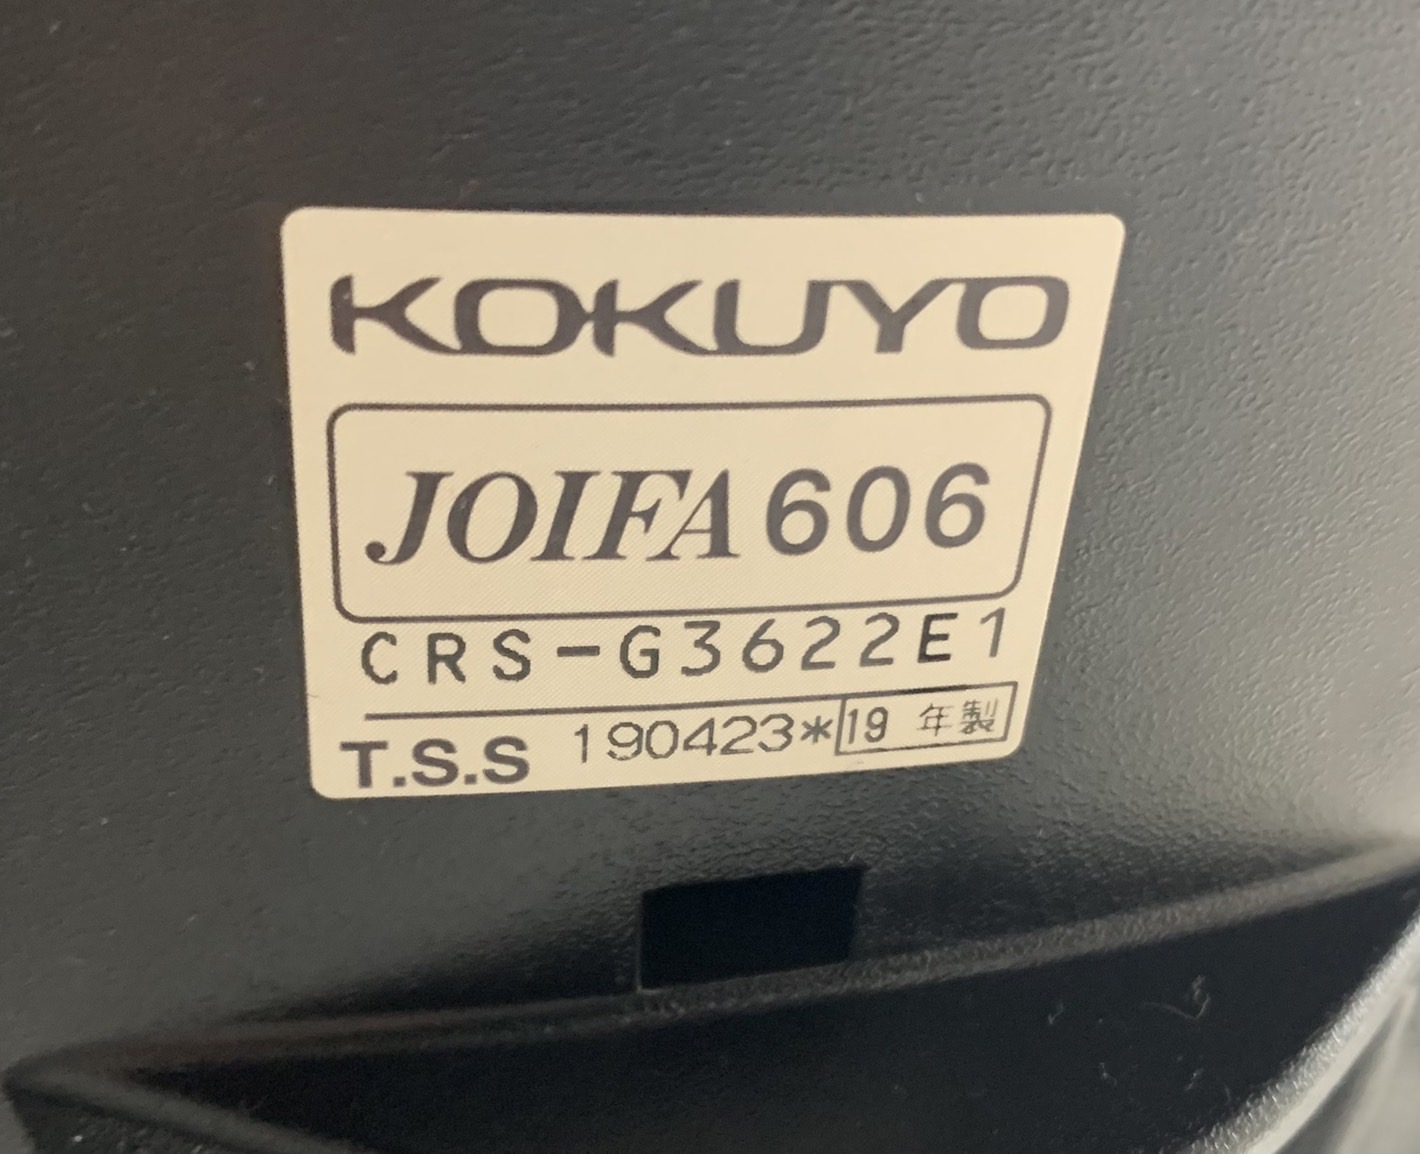 KOKUYO
JOIFA 606
CRS-G3622E1
T.S.S 190423* 19 年製